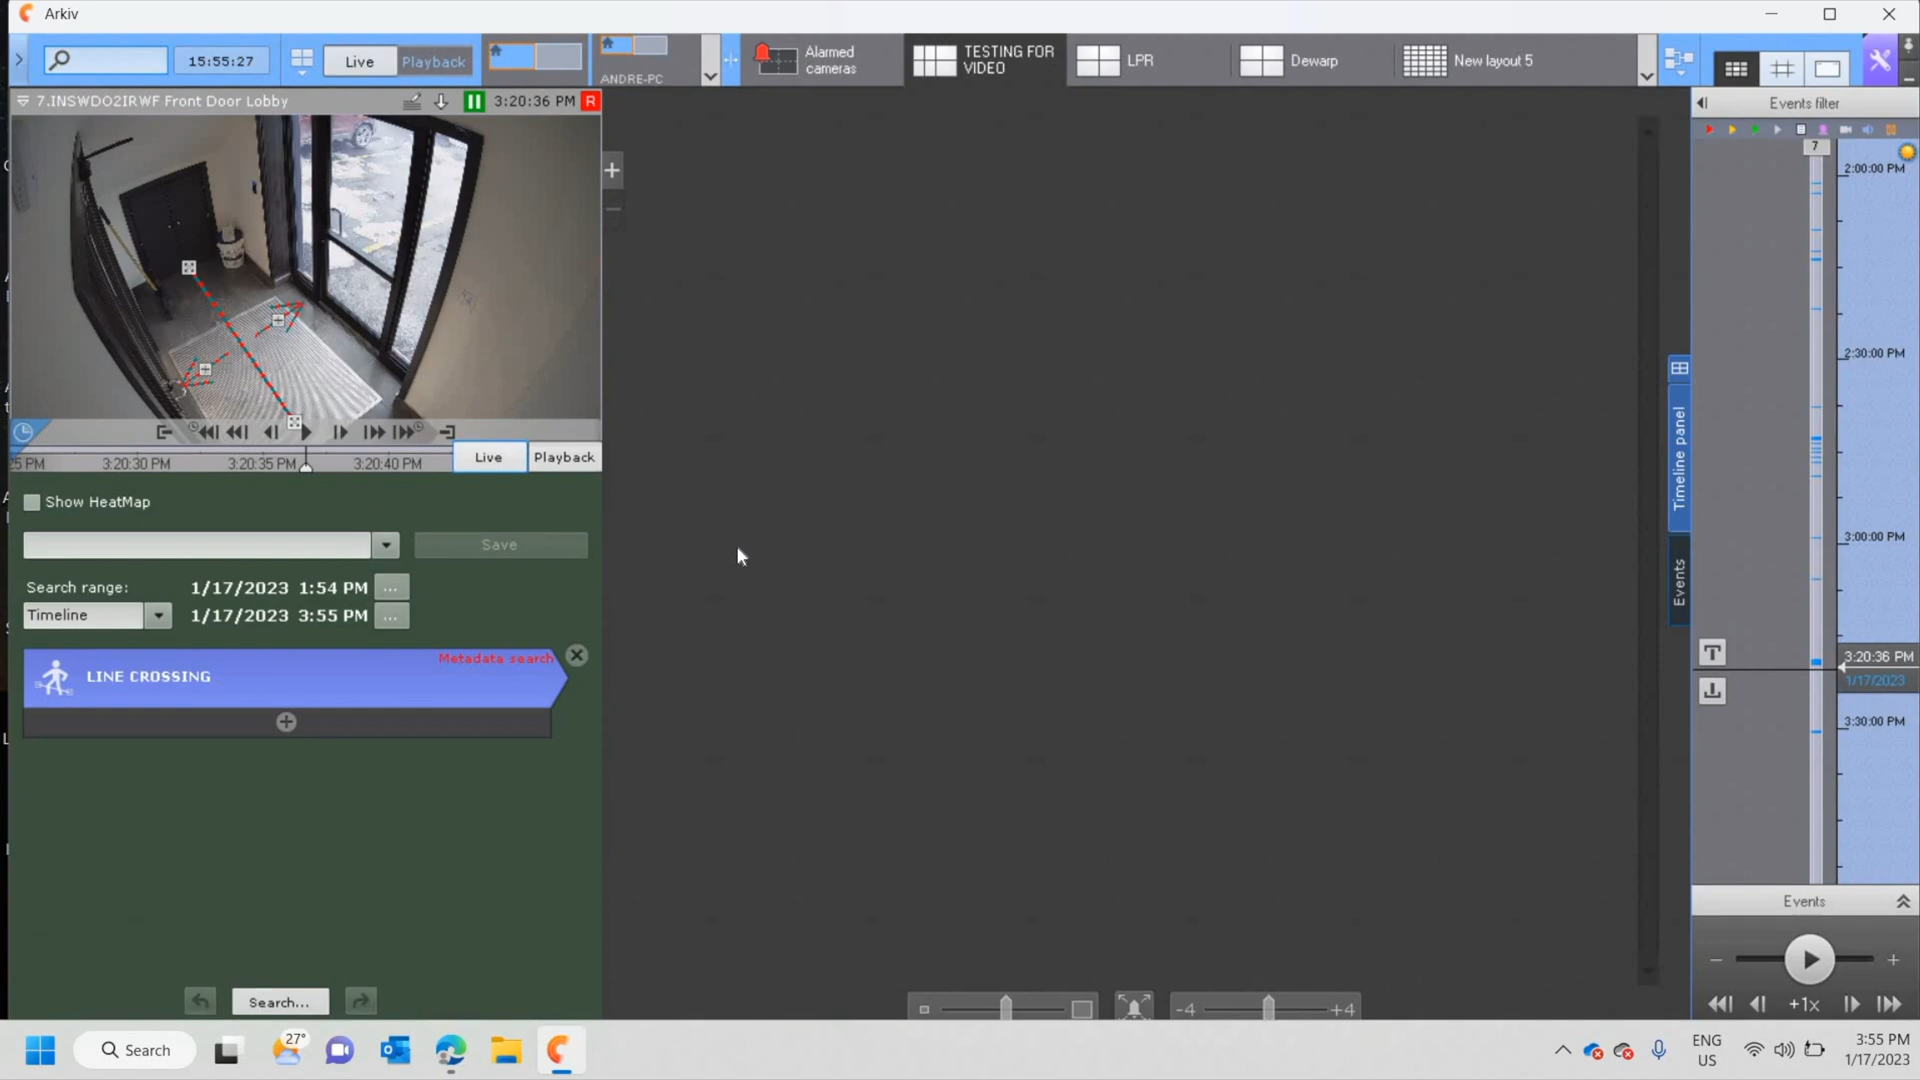 Arkiv
15:55:27
Live
Playback
ANDRE-PC
Alarmed
cameras
TESTING FOR
VIDEO
LPR
Dewarp
New layout 5
7.INSWDO2IRWF Front Door Lobby
3:20:36 PM
R
Events filter
7
2:00:00 PM
2:30:00 PM
3:00:00 PM
3:20:36 PM
1/17/2023
3:30:00 PM
Timeline panel
Events
25 PM
3:20:30 PM
3:20:35 PM
3:20:40 PM
Live
Playback
Show HeatMap
Save
Search range:
1/17/2023 1:54 PM
...
Timeline
1/17/2023 3:55 PM
...
Metadata search
LINE CROSSING
Search...
-4
+4
Events
+1x
27°
Search
ENG
US
3:55 PM
1/17/2023